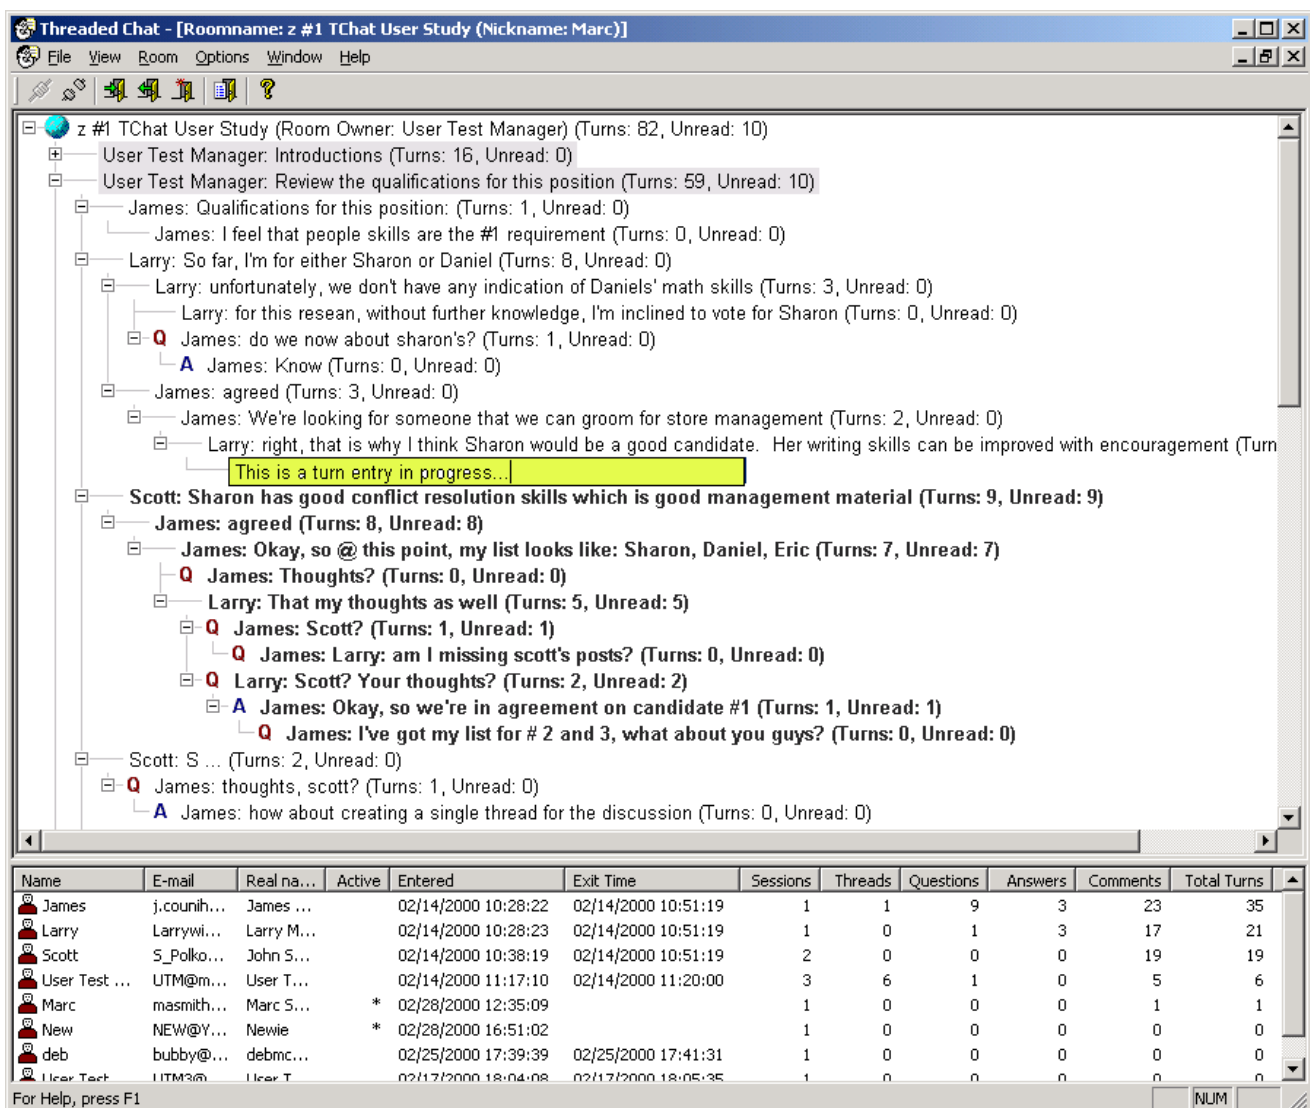 Threaded Chat - [Roomname: z #1 TChat User Study (Nickname: Marc)]
File View Room Options Window Help
z #1 TChat User Study (Room Owner: User Test Manager) (Turns: 82, Unread: 10)
User Test Manager: Introductions (Turns: 16, Unread: 0)
User Test Manager: Review the qualifications for this position (Turns: 59, Unread: 10)
James: Qualifications for this position: (Turns: 1, Unread: 0)
James: I feel that people skills are the #1 requirement (Turns: 0, Unread: 0)
Larry: So far, I'm for either Sharon or Daniel (Turns: 8, Unread: 0)
Larry: unfortunately, we don't have any indication of Daniels' math skills (Turns: 3, Unread: 0)
Larry: for this resean, without further knowledge, I'm inclined to vote for Sharon (Turns: 0, Unread: 0)
Q James: do we now about sharon's? (Turns: 1, Unread: 0)
A James: Know (Turns: 0, Unread: 0)
James: agreed (Turns: 3, Unread: 0)
James: We're looking for someone that we can groom for store management (Turns: 2, Unread: 0)
Larry: right, that is why I think Sharon would be a good candidate. Her writing skills can be improved with encouragement (Turn
This is a turn entry in progress...
Scott: Sharon has good conflict resolution skills which is good management material (Turns: 9, Unread: 9)
James: agreed (Turns: 8, Unread: 8)
James: Okay, so @ this point, my list looks like: Sharon, Daniel, Eric (Turns: 7, Unread: 7)
Q James: Thoughts? (Turns: 0, Unread: 0)
Larry: That my thoughts as well (Turns: 5, Unread: 5)
Q James: Scott? (Turns: 1, Unread: 1)
Q James: Larry: am I missing scott's posts? (Turns: 0, Unread: 0)
Q Larry: Scott? Your thoughts? (Turns: 2, Unread: 2)
A James: Okay, so we're in agreement on candidate #1 (Turns: 1, Unread: 1)
Q James: I've got my list for # 2 and 3, what about you guys? (Turns: 0, Unread: 0)
Scott: S ... (Turns: 2, Unread: 0)
Q James: thoughts, scott? (Turns: 1, Unread: 0)
A James: how about creating a single thread for the discussion (Turns: 0, Unread: 0)
Name E-mail Real na... Active Entered Exit Time Sessions Threads Questions Answers Comments Total Turns
James j.counih... James ... 02/14/2000 10:28:22 02/14/2000 10:51:19 1 1 9 3 23 35
Larry Larrywi... Larry M... 02/14/2000 10:28:23 02/14/2000 10:51:19 1 0 1 3 17 21
Scott S_Polko... John S... 02/14/2000 10:38:19 02/14/2000 10:51:19 2 0 0 0 19 19
User Test ... UTM@m... User T... 02/14/2000 11:17:10 02/14/2000 11:20:00 3 6 1 0 5 6
Marc masmith... Marc S... * 02/28/2000 12:35:09 1 0 0 0 1 1
New NEW@Y... Newie * 02/28/2000 16:51:02 1 0 0 0 0 0
deb bubby@... debmc... 02/25/2000 17:39:39 02/25/2000 17:41:31 1 0 0 0 0 0
User Test UTM3@ User T 02/17/2000 18:04:08 02/17/2000 18:05:35 1 0 0 0 0 0
For Help, press F1 NUM